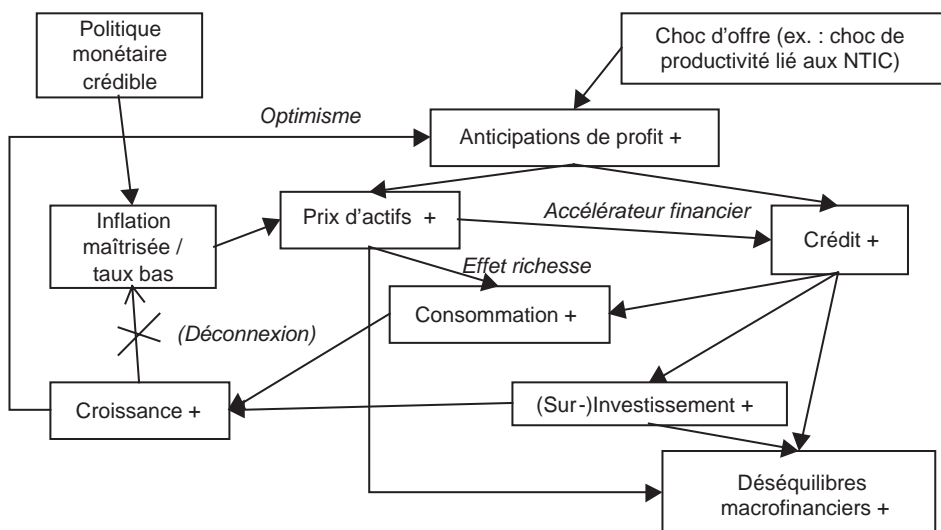 Politique
monétaire
crédible
Choc d'offre (ex. : choc de
productivité lié aux NTIC)
Optimisme
Anticipations de profit +
Inflation
maîtrisée /
taux bas
Prix d'actifs +
Accélérateur financier
Crédit +
Effet richesse
Consommation +
(Déconnexion)
Croissance +
(Sur-)Investissement +
Déséquilibres
macrofinanciers +